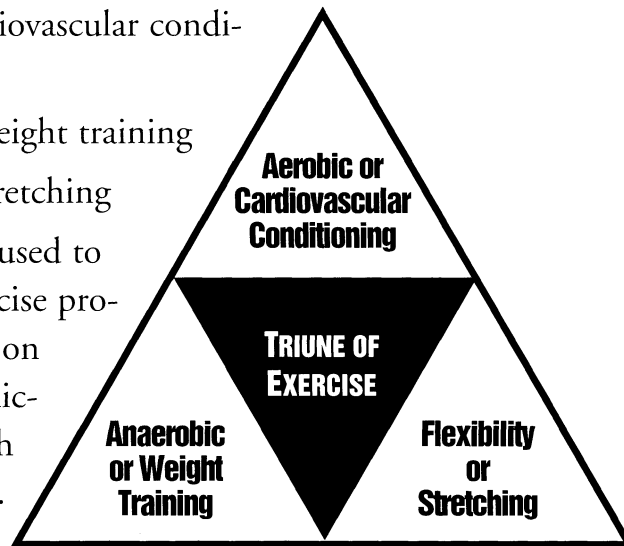 iovascular condi-
eight training
retching
used to
cise pro-
on
ic-
h
.
Aerobic or
Cardiovascular
Conditioning
TRIUNE OF
EXERCISE
Anaerobic
or Weight
Training
Flexibility
or
Stretching